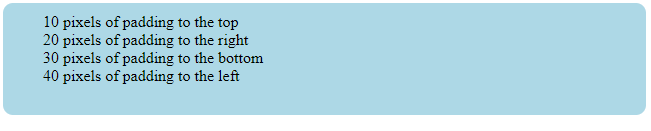 10 pixels of padding to the top
20 pixels of padding to the right
30 pixels of padding to the bottom
40 pixels of padding to the left